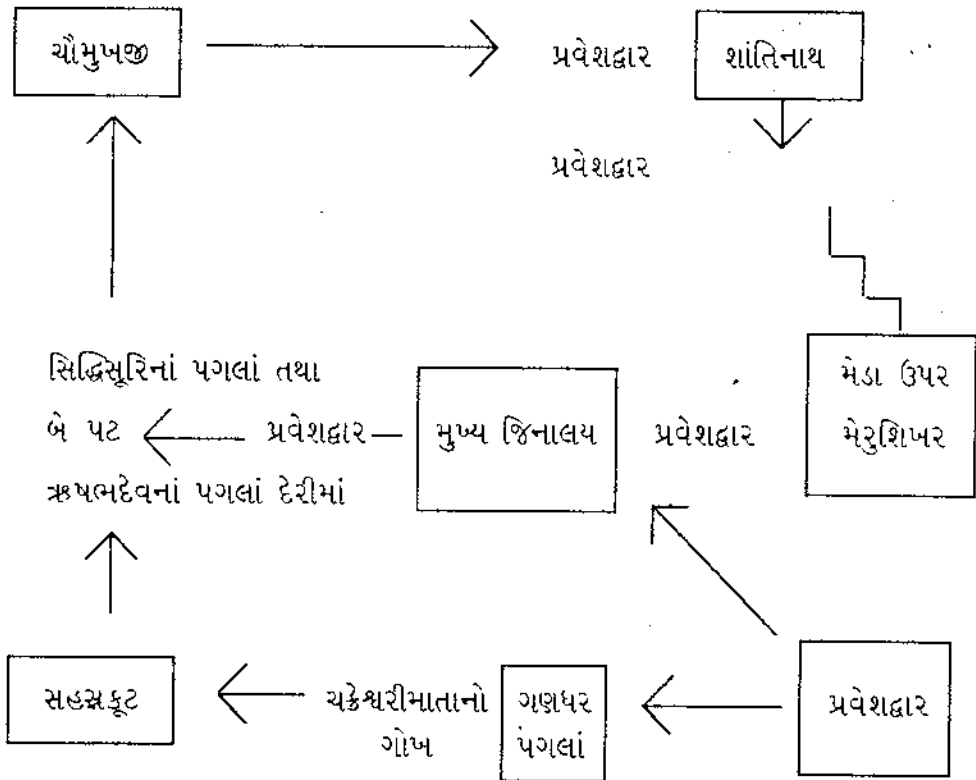 ચૌમુખજી
પ્રવેશદ્વાર
શાંતિનાથ
પ્રવેશદ્વાર
સિદ્ધિસૂરિનાં પગલાં તથા
બે પટ
ઋષભદેવનાં પગલાં દેરીમાં
પ્રવેશદ્વાર
મુખ્ય જિનાલય
પ્રવેશદ્વાર
મેડા ઉપર
મેરુશિખર
સહસ્રકૂટ
ચક્રેશ્વરીમાતાનો
ગોખ
ગણધર
પગલાં
પ્રવેશદ્વાર